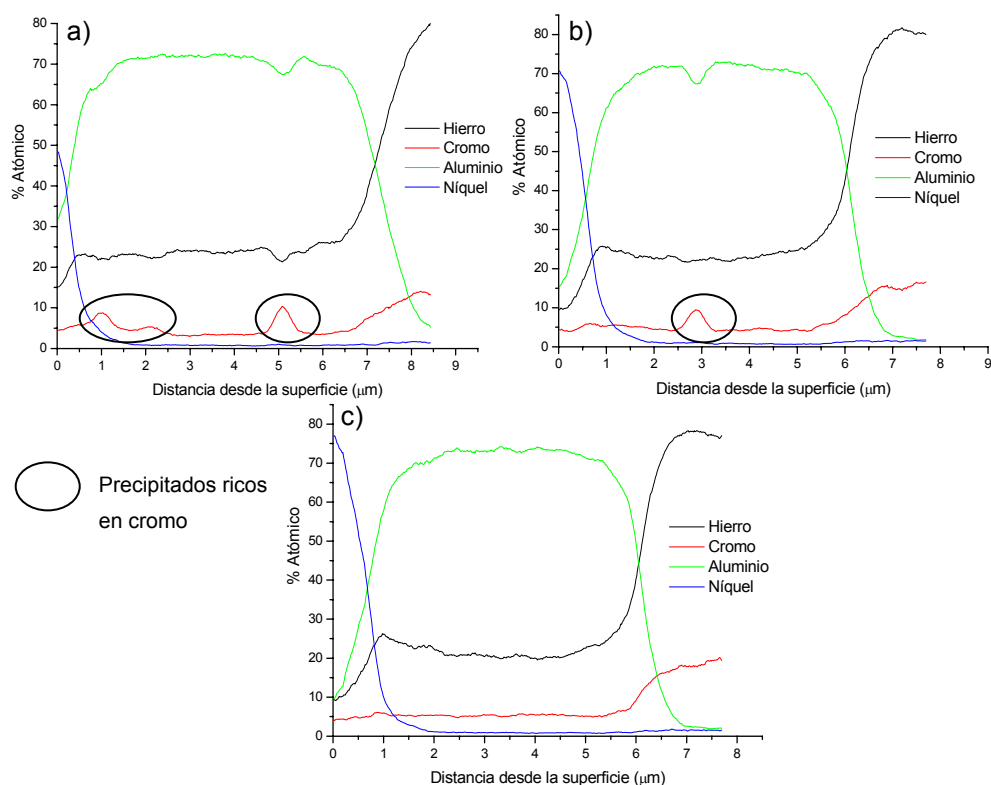 a)
80
70
60
50
40
30
20
10
0
% Atómico
Hierro
Cromo
Aluminio
Níquel
0 1 2 3 4 5 6 7 8 9
Distancia desde la superficie (μm)
b)
80
70
60
50
40
30
20
10
0
% Atómico
Hierro
Cromo
Aluminio
Níquel
0 1 2 3 4 5 6 7 8 9
Distancia desde la superficie (μm)
Precipitados ricos
en cromo
c)
80
70
60
50
40
30
20
10
0
% Atómico
Hierro
Cromo
Aluminio
Níquel
0 1 2 3 4 5 6 7 8
Distancia desde la superficie (μm)